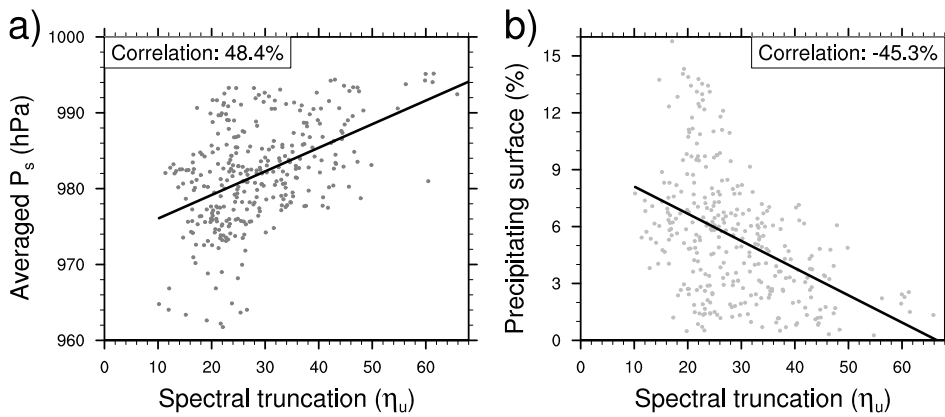 a)
Correlation: 48.4%
Averaged P_s (hPa)
1000
990
980
970
960
0 10 20 30 40 50 60
Spectral truncation (η_u)
b)
Correlation: -45.3%
Precipitating surface (%)
15
12
9
6
3
0
0 10 20 30 40 50 60
Spectral truncation (η_u)